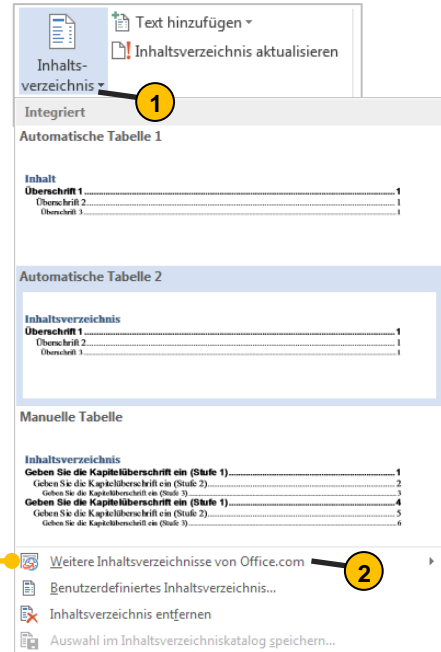 Text hinzufügen
Inhaltsverzeichnis aktualisieren
Inhalts-
verzeichnis
1
Integriert
Automatische Tabelle 1
Inhalt
Überschrift 1 1
Überschrift 2 1
Überschrift 3 1
Automatische Tabelle 2
Inhaltsverzeichnis
Überschrift 1 1
Überschrift 2 1
Überschrift 3 1
Manuelle Tabelle
Inhaltsverzeichnis
Geben Sie die Kapitelüberschrift ein (Stufe 1) 1
Geben Sie die Kapitelüberschrift ein (Stufe 2) 2
Geben Sie die Kapitelüberschrift ein (Stufe 3) 3
Geben Sie die Kapitelüberschrift ein (Stufe 1) 4
Geben Sie die Kapitelüberschrift ein (Stufe 2) 5
Geben Sie die Kapitelüberschrift ein (Stufe 3) 6
Weitere Inhaltsverzeichnisse von Office.com
2
Benutzerdefiniertes Inhaltsverzeichnis...
Inhaltsverzeichnis entfernen
Auswahl im Inhaltsverzeichniskatalog speichern...